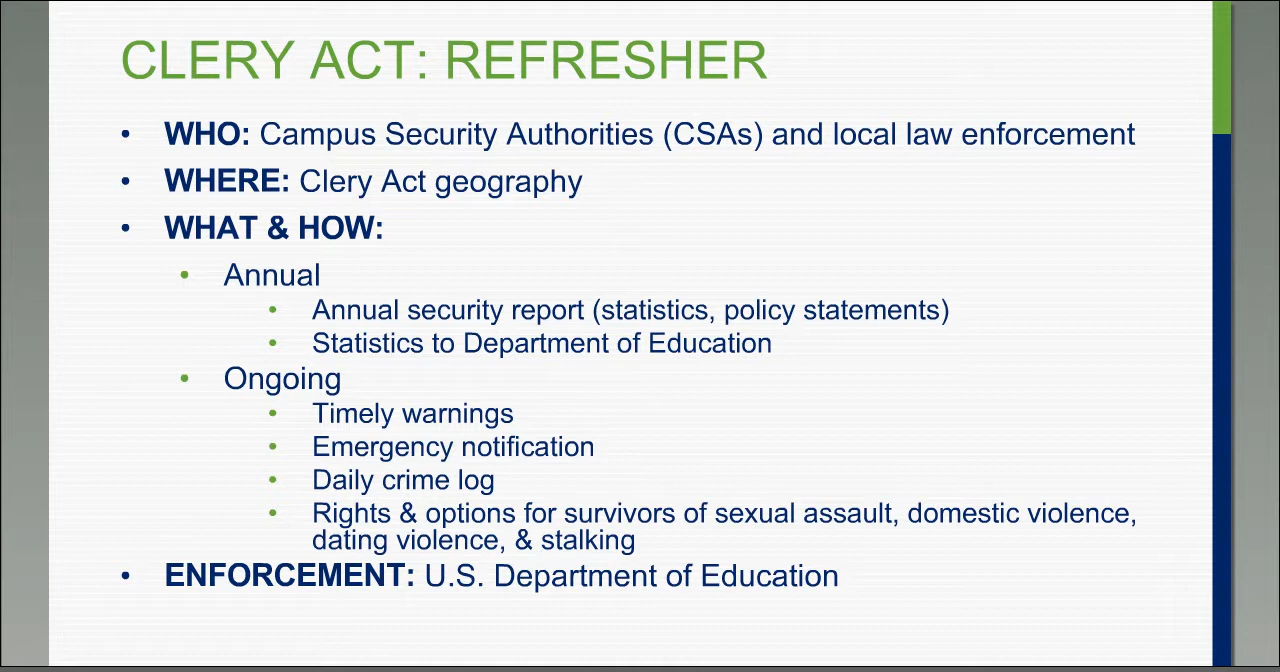 CLERY ACT: REFRESHER
• WHO: Campus Security Authorities (CSAs) and local law enforcement
• WHERE: Clery Act geography
• WHAT & HOW:
• Annual
• Annual security report (statistics, policy statements)
• Statistics to Department of Education
• Ongoing
• Timely warnings
• Emergency notification
• Daily crime log
• Rights & options for survivors of sexual assault, domestic violence,
dating violence, & stalking
• ENFORCEMENT: U.S. Department of Education